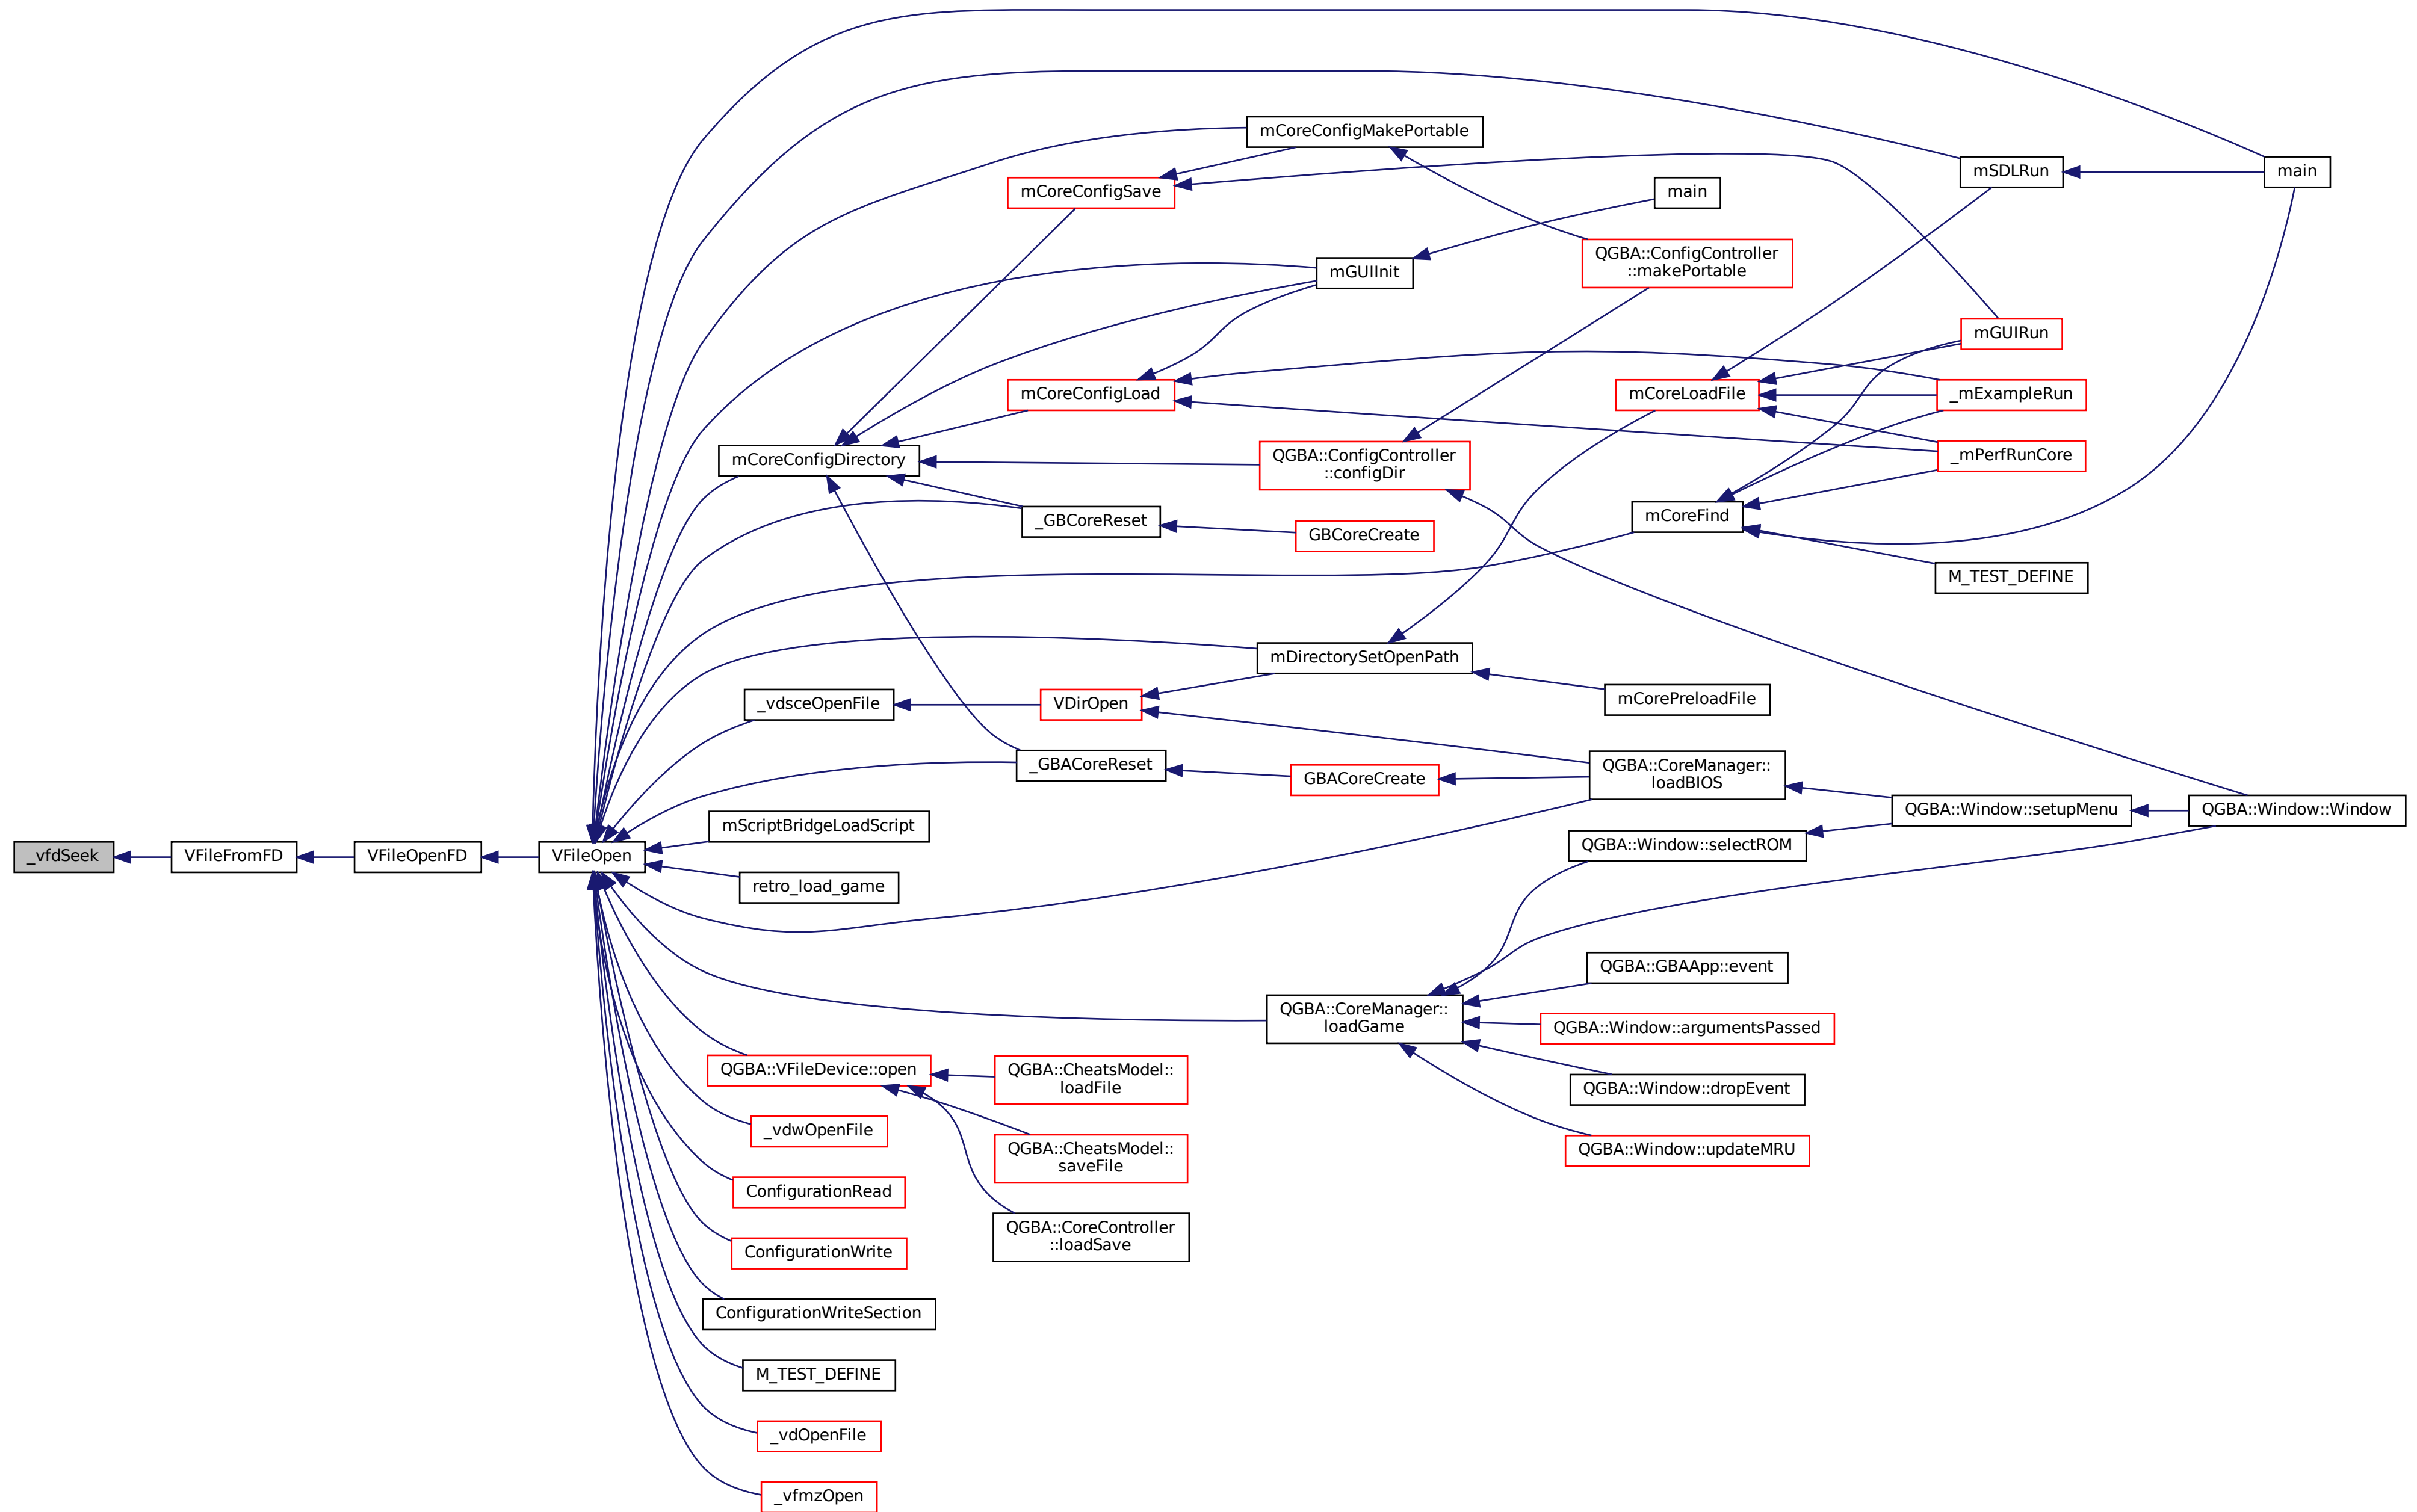 mCoreConfigMakePortable
mSDLRun
main
mCoreConfigSave
main
QGBA::ConfigController
::makePortable
mGUIInit
mGUIRun
mCoreConfigLoad
mCoreLoadFile
_mExampleRun
mCoreConfigDirectory
QGBA::ConfigController
::configDir
_mPerfRunCore
_GBCoreReset
mCoreFind
GBCoreCreate
M_TEST_DEFINE
mDirectorySetOpenPath
_vdsceOpenFile
VDirOpen
mCorePreloadFile
_GBACoreReset
GBACoreCreate
QGBA::CoreManager::
loadBIOS
QGBA::Window::setupMenu
QGBA::Window::Window
mScriptBridgeLoadScript
_vfdSeek
VFileFromFD
VFileOpenFD
VFileOpen
QGBA::Window::selectROM
retro_load_game
QGBA::GBAApp::event
QGBA::CoreManager::
loadGame
QGBA::Window::argumentsPassed
QGBA::VFileDevice::open
QGBA::CheatsModel::
loadFile
QGBA::Window::dropEvent
_vdwOpenFile
QGBA::CheatsModel::
saveFile
QGBA::Window::updateMRU
ConfigurationRead
QGBA::CoreController
::loadSave
ConfigurationWrite
ConfigurationWriteSection
M_TEST_DEFINE
_vdOpenFile
_vfmzOpen